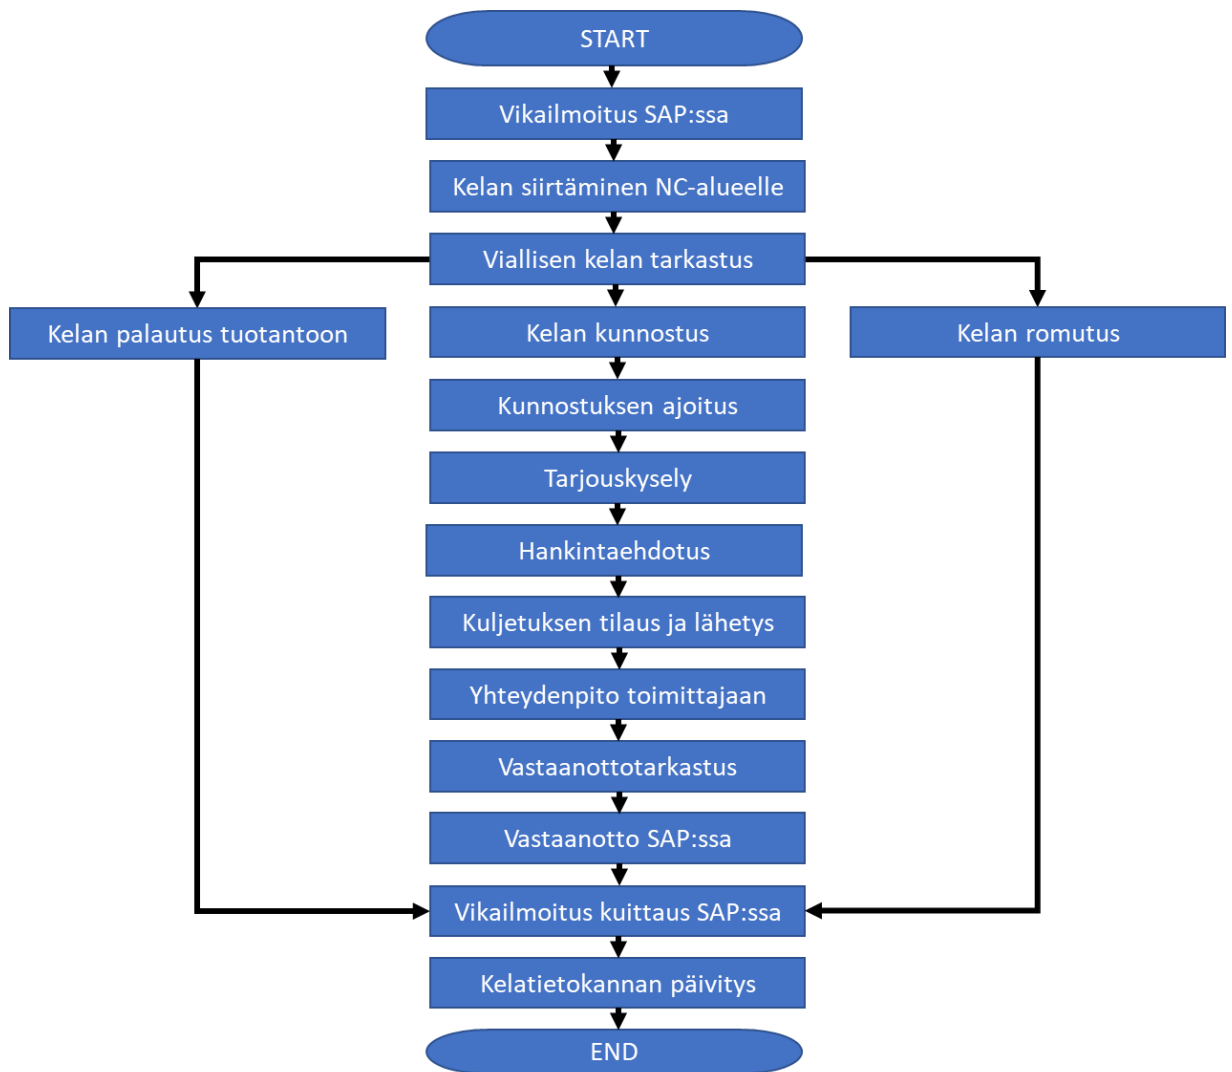 START
Vikailmoitus SAP:ssa
Kelan siirtäminen NC-alueelle
Viallisen kelan tarkastus
Kelan palautus tuotantoon
Kelan kunnostus
Kelan romutus
Kunnostuksen ajoitus
Tarjouskysely
Hankintaehdotus
Kuljetuksen tilaus ja lähetys
Yhteydenpito toimittajaan
Vastaanottotarkastus
Vastaanotto SAP:ssa
Vikailmoitus kuittaus SAP:ssa
Kelatietokannan päivitys
END